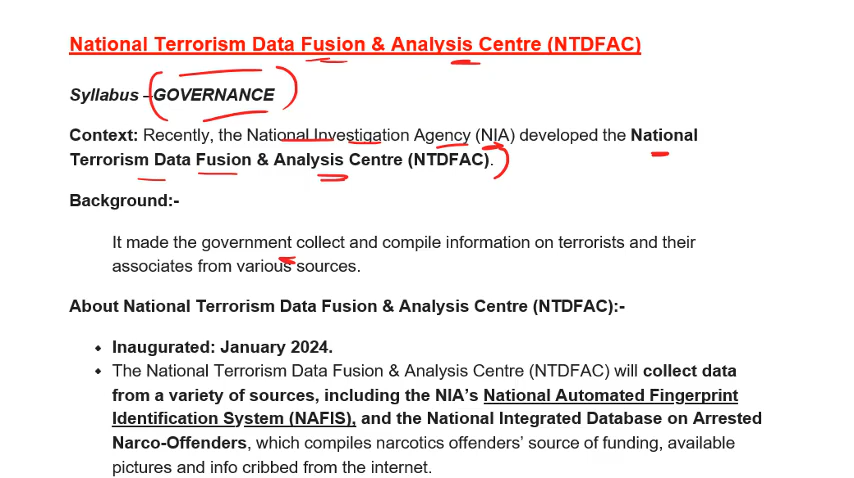 National Terrorism Data Fusion & Analysis Centre (NTDFAC)
Syllabus –GOVERNANCE
Context: Recently, the National Investigation Agency (NIA) developed the National
Terrorism Data Fusion & Analysis Centre (NTDFAC).
Background:-
It made the government collect and compile information on terrorists and their
associates from various sources.
About National Terrorism Data Fusion & Analysis Centre (NTDFAC):-
• Inaugurated: January 2024.
• The National Terrorism Data Fusion & Analysis Centre (NTDFAC) will collect data
from a variety of sources, including the NIA’s National Automated Fingerprint
Identification System (NAFIS), and the National Integrated Database on Arrested
Narco-Offenders, which compiles narcotics offenders’ source of funding, available
pictures and info cribbed from the internet.